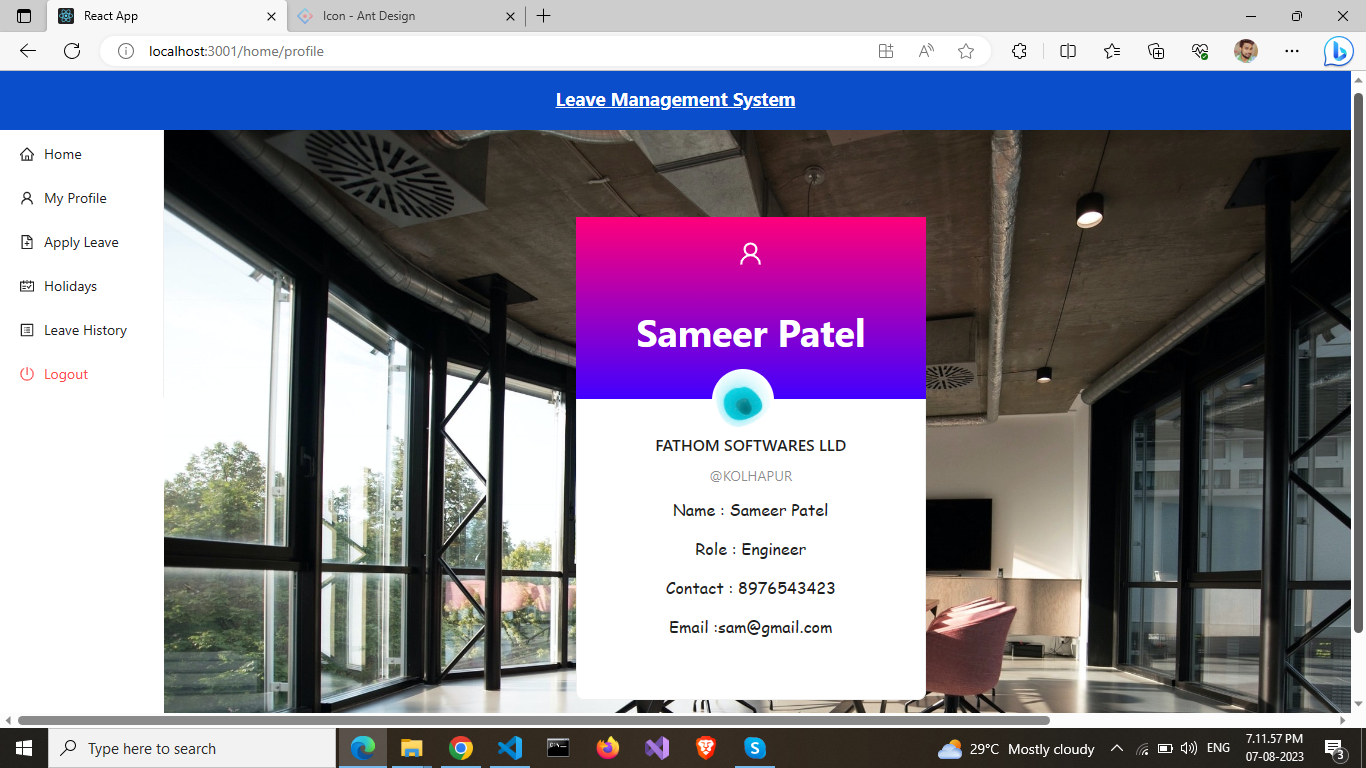 React App
Icon - Ant Design
localhost:3001/home/profile
Leave Management System
Home
My Profile
Apply Leave
Holidays
Leave History
Logout
Sameer Patel
FATHOM SOFTWARES LLD
@KOLHAPUR
Name : Sameer Patel
Role : Engineer
Contact : 8976543423
Email :sam@gmail.com
Type here to search
29°C Mostly cloudy
ENG
7.11.57 PM
07-08-2023
3